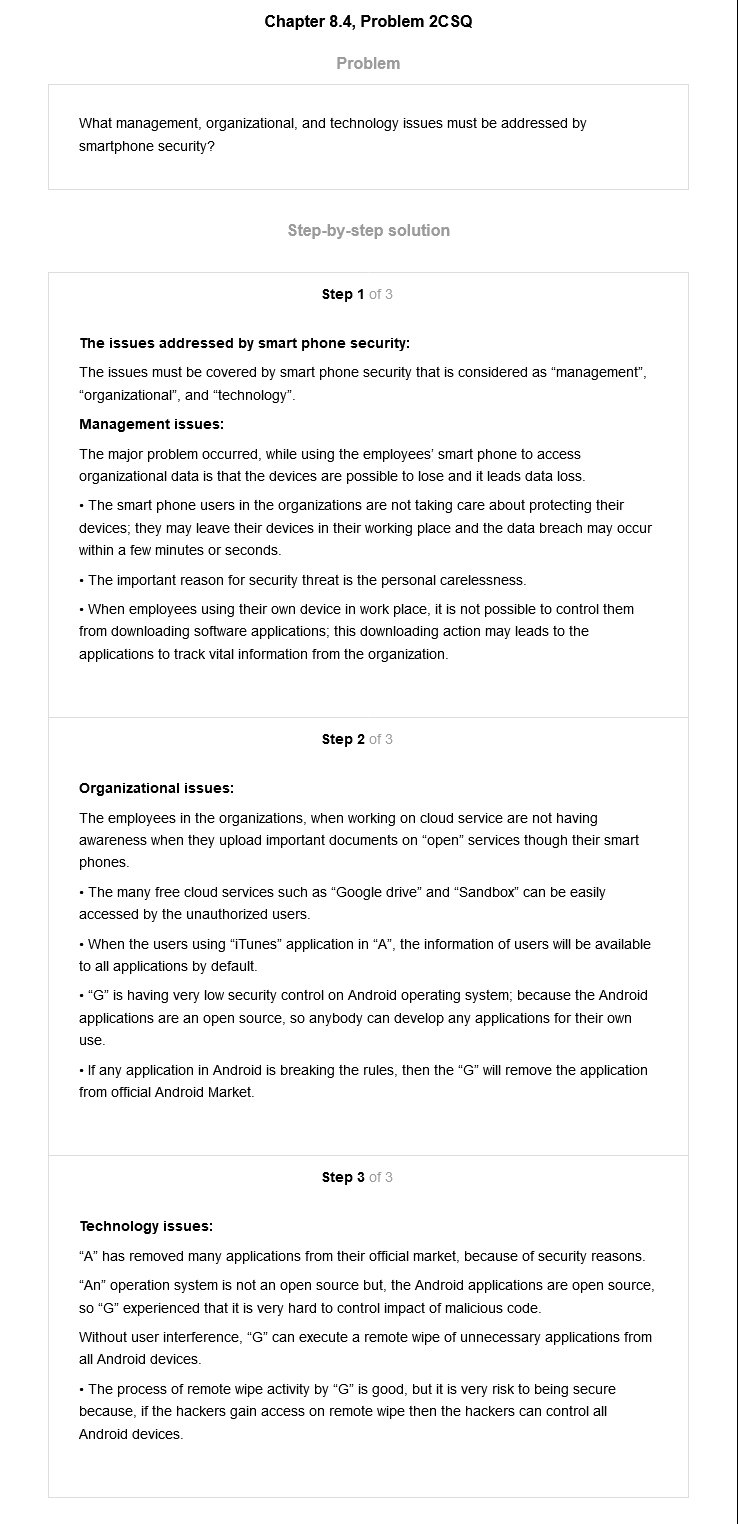 Chapter 8.4, Problem 2CSQ
Problem
What management, organizational, and technology issues must be addressed by
smartphone security?
Step-by-step solution
Step 1 of 3
The issues addressed by smart phone security:
The issues must be covered by smart phone security that is considered as “management”,
“organizational”, and “technology”.
Management issues:
The major problem occurred, while using the employees’ smart phone to access
organizational data is that the devices are possible to lose and it leads data loss.
• The smart phone users in the organizations are not taking care about protecting their
devices; they may leave their devices in their working place and the data breach may occur
within a few minutes or seconds.
• The important reason for security threat is the personal carelessness.
• When employees using their own device in work place, it is not possible to control them
from downloading software applications; this downloading action may leads to the
applications to track vital information from the organization.
Step 2 of 3
Organizational issues:
The employees in the organizations, when working on cloud service are not having
awareness when they upload important documents on “open” services though their smart
phones.
• The many free cloud services such as “Google drive” and “Sandbox” can be easily
accessed by the unauthorized users.
• When the users using “iTunes” application in “A”, the information of users will be available
to all applications by default.
• “G” is having very low security control on Android operating system; because the Android
applications are an open source, so anybody can develop any applications for their own
use.
• If any application in Android is breaking the rules, then the “G” will remove the application
from official Android Market.
Step 3 of 3
Technology issues:
“A” has removed many applications from their official market, because of security reasons.
“An” operation system is not an open source but, the Android applications are open source,
so “G” experienced that it is very hard to control impact of malicious code.
Without user interference, “G” can execute a remote wipe of unnecessary applications from
all Android devices.
• The process of remote wipe activity by “G” is good, but it is very risk to being secure
because, if the hackers gain access on remote wipe then the hackers can control all
Android devices.